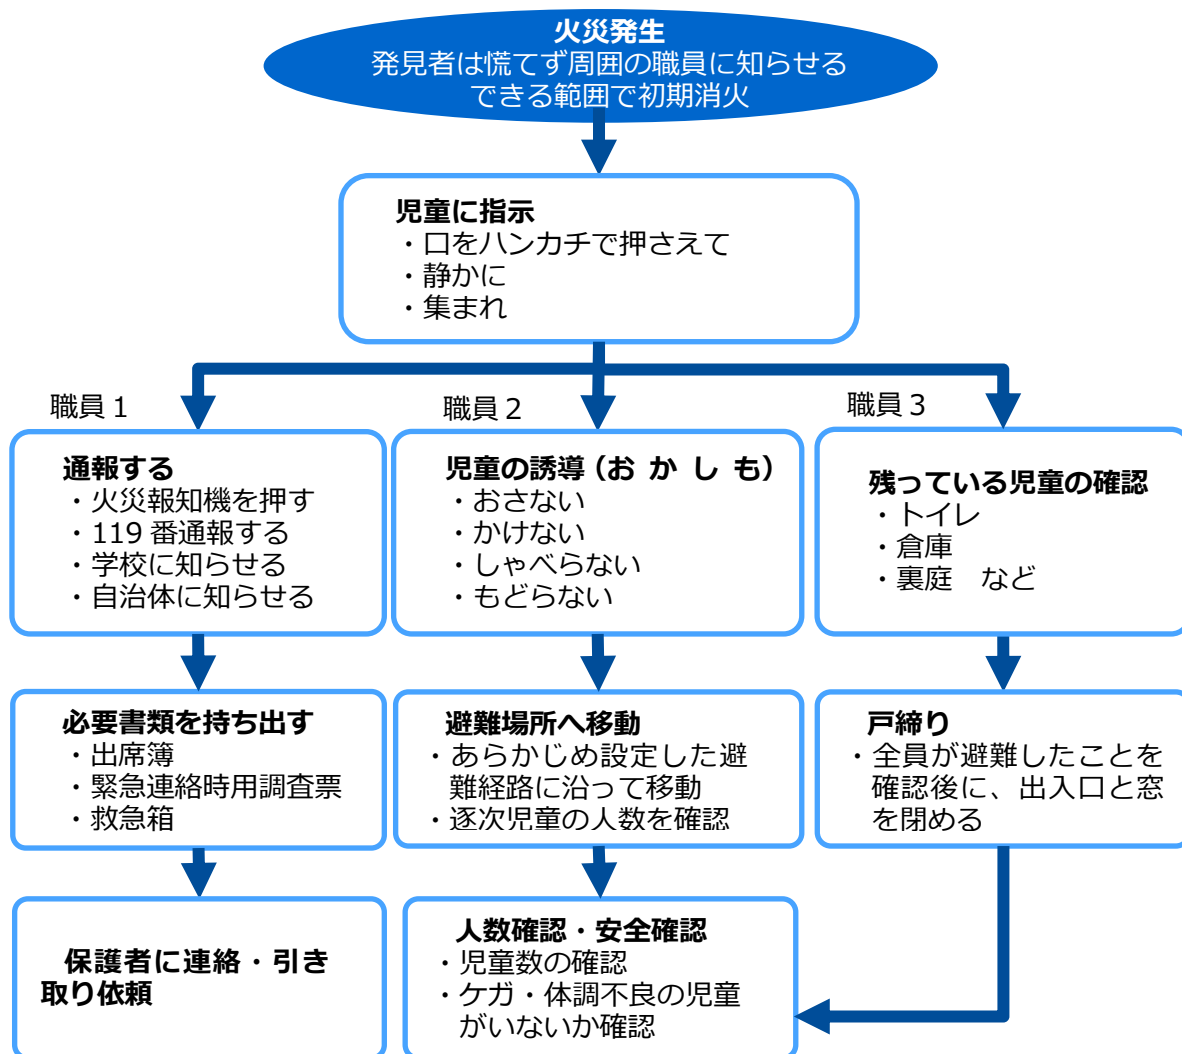 火災発生
発見者は慌てず周囲の職員に知らせる
できる範囲で初期消火
児童に指示
・口をハンカチで押さえて
・静かに
・集まれ
職員１
通報する
・火災報知機を押す
・119 番通報する
・学校に知らせる
・自治体に知らせる
職員２
児童の誘導（お か し も）
・おさない
・かけない
・しゃべらない
・もどらない
職員３
残っている児童の確認
・トイレ
・倉庫
・裏庭　など
必要書類を持ち出す
・出席簿
・緊急連絡時用調査票
・救急箱
避難場所へ移動
・あらかじめ設定した避
難経路に沿って移動
・逐次児童の人数を確認
戸締り
・全員が避難したことを
確認後に、出入口と窓
を閉める
保護者に連絡・引き
取り依頼
人数確認・安全確認
・児童数の確認
・ケガ・体調不良の児童
がいないか確認